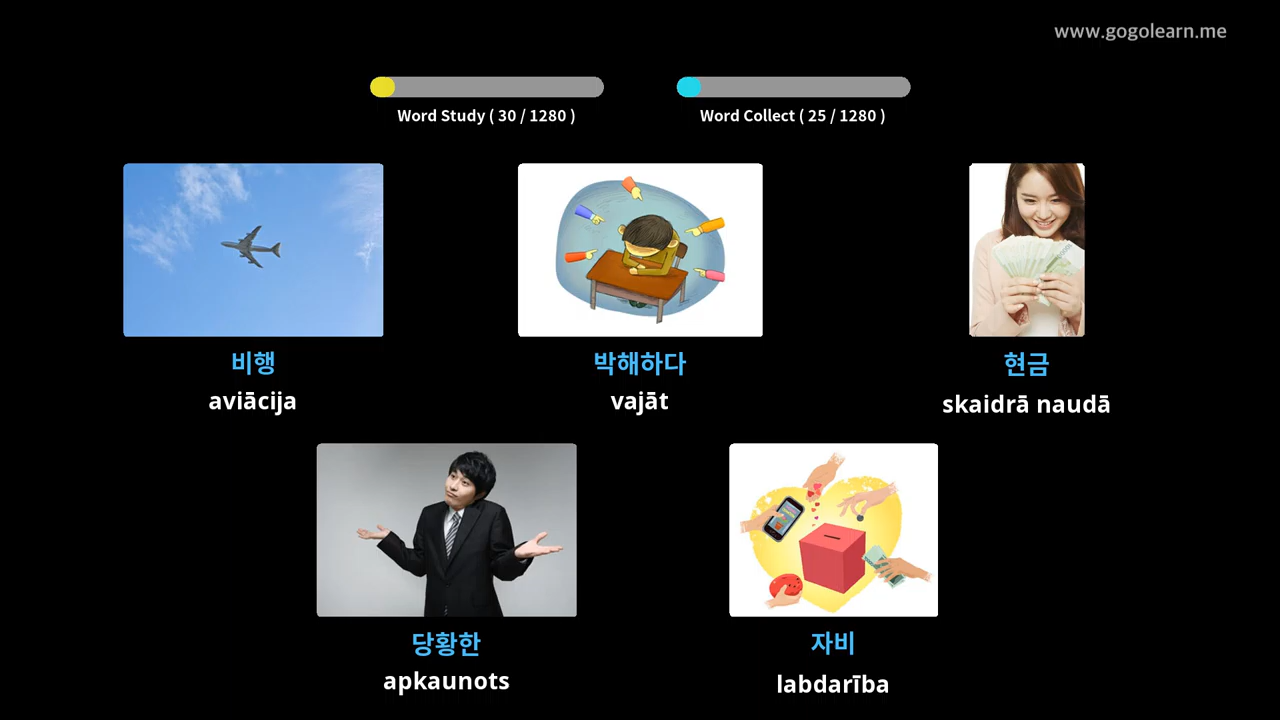 www.gogolearn.me
Word Study ( 30 / 1280 )
Word Collect ( 25 / 1280 )
비행
박해하다
현금
aviācija
vajāt
skaidrā naudā
당황한
자비
apkaunots
labdarība